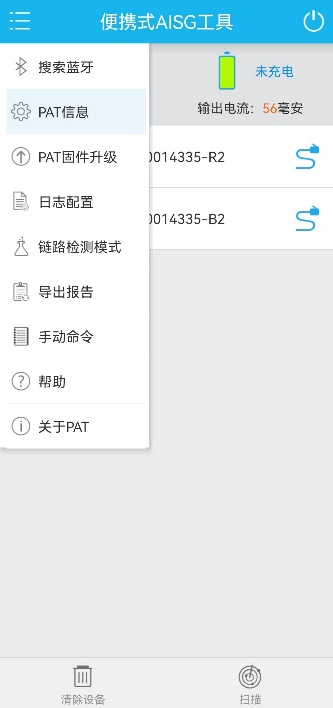 便携式AISG工具
搜索蓝牙
未充电
PAT信息
输出电流：56毫安
PAT固件升级
0014335-R2
日志配置
0014335-B2
链路检测模式
导出报告
手动命令
帮助
关于PAT
清除设备
扫描